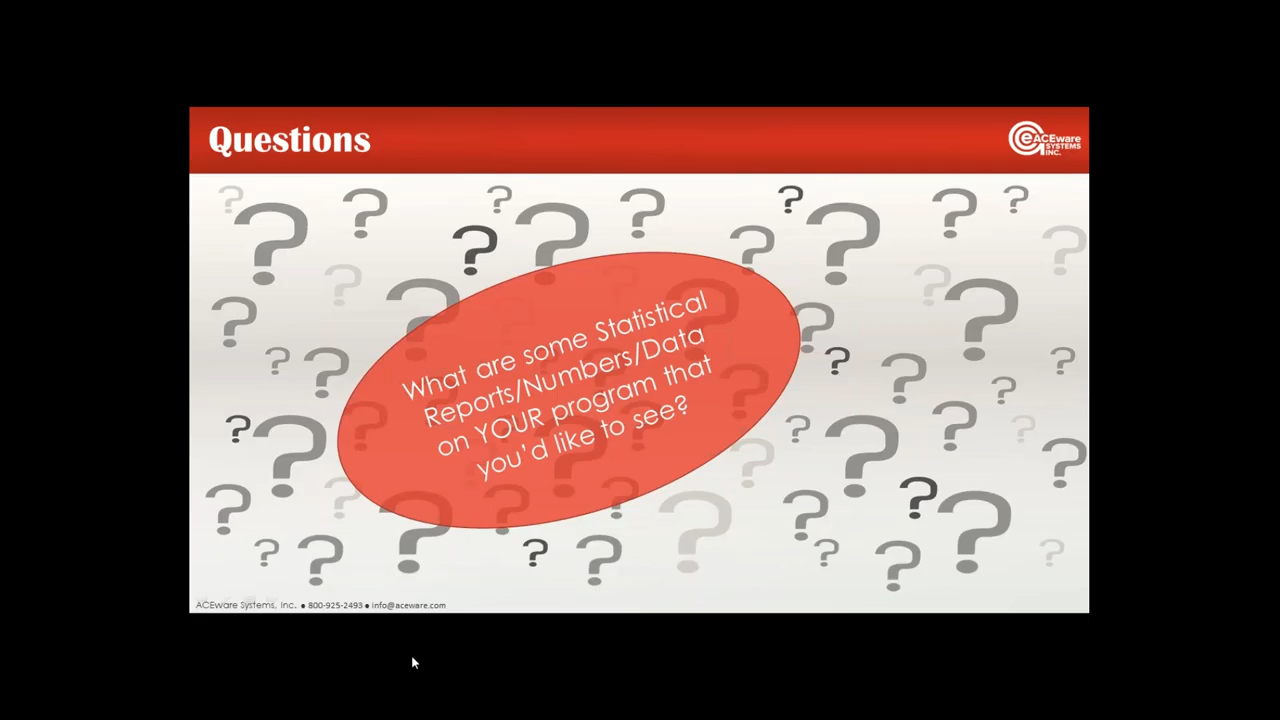 Questions
eACEware
SYSTEMS
INC.
What are some Statistical
Reports/Numbers/Data
on YOUR program that
you'd like to see?
ACEware Systems, Inc. ● 800-925-2493 ● info@aceware.com